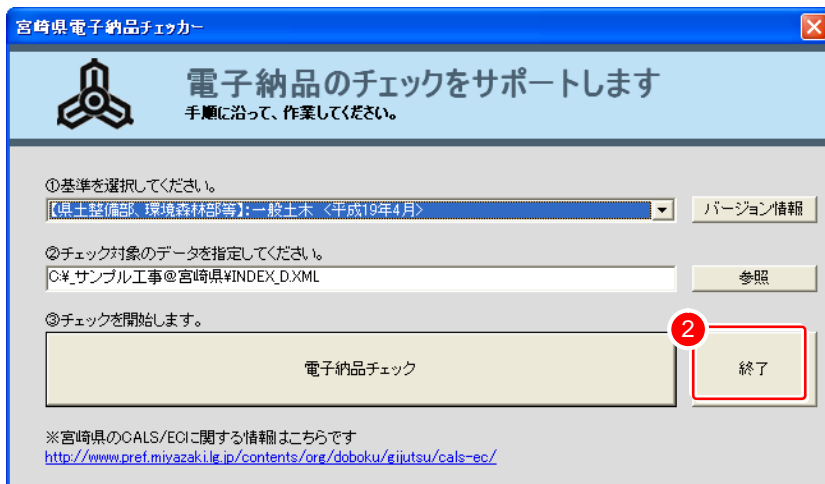 宮崎県電子納品チェッカー
電子納品のチェックをサポートします
手順に沿って、作業してください。
①基準を選択してください。
【県土整備部、環境森林部等】:一般土木 <平成19年4月>
バージョン情報
②チェック対象のデータを指定してください。
C:¥_サンプル工事@宮崎県¥INDEX_D.XML
参照
③チェックを開始します。
2
電子納品チェック
終了
※宮崎県のCALS/ECに関する情報はこちらです
http://www.pref.miyazaki.lg.jp/contents/org/doboku/gijutsu/cals-ec/